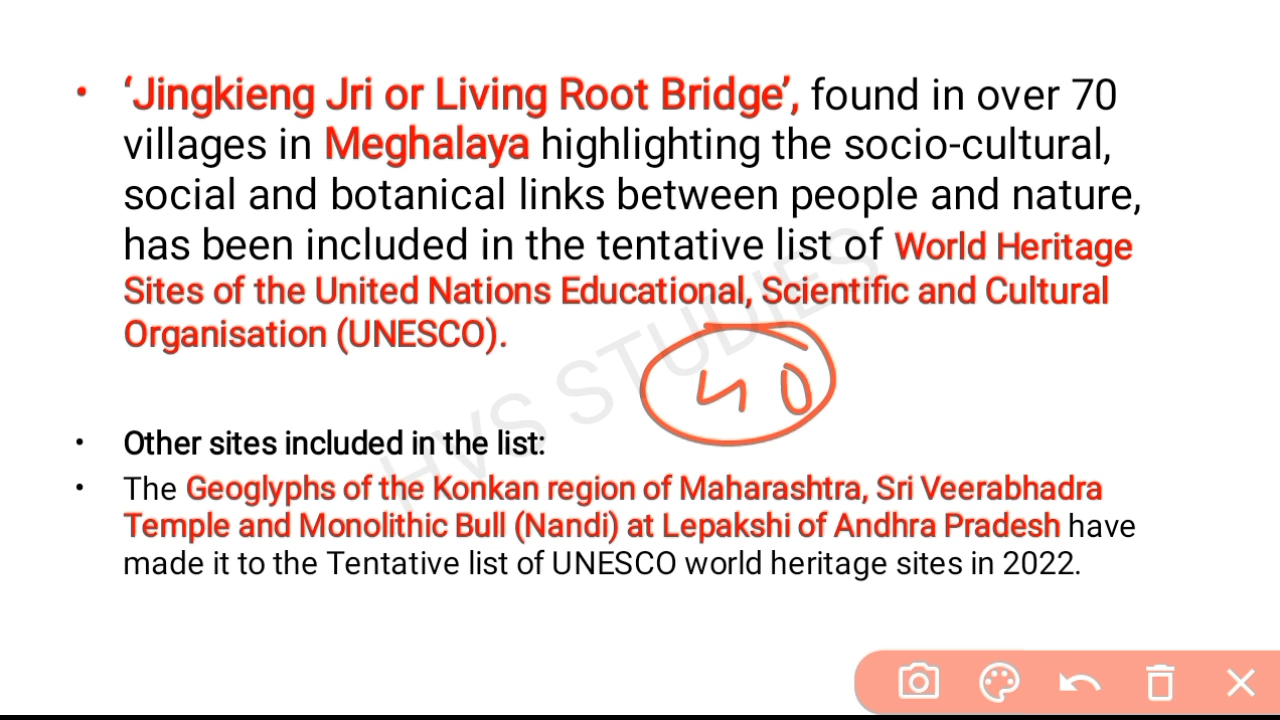 • ‘Jingkieng Jri or Living Root Bridge’, found in over 70
villages in Meghalaya highlighting the socio-cultural,
social and botanical links between people and nature,
has been included in the tentative list of World Heritage
Sites of the United Nations Educational, Scientific and Cultural
Organisation (UNESCO).
40
HVS STUDIES
• Other sites included in the list:
• The Geoglyphs of the Konkan region of Maharashtra, Sri Veerabhadra
Temple and Monolithic Bull (Nandi) at Lepakshi of Andhra Pradesh have
made it to the Tentative list of UNESCO world heritage sites in 2022.